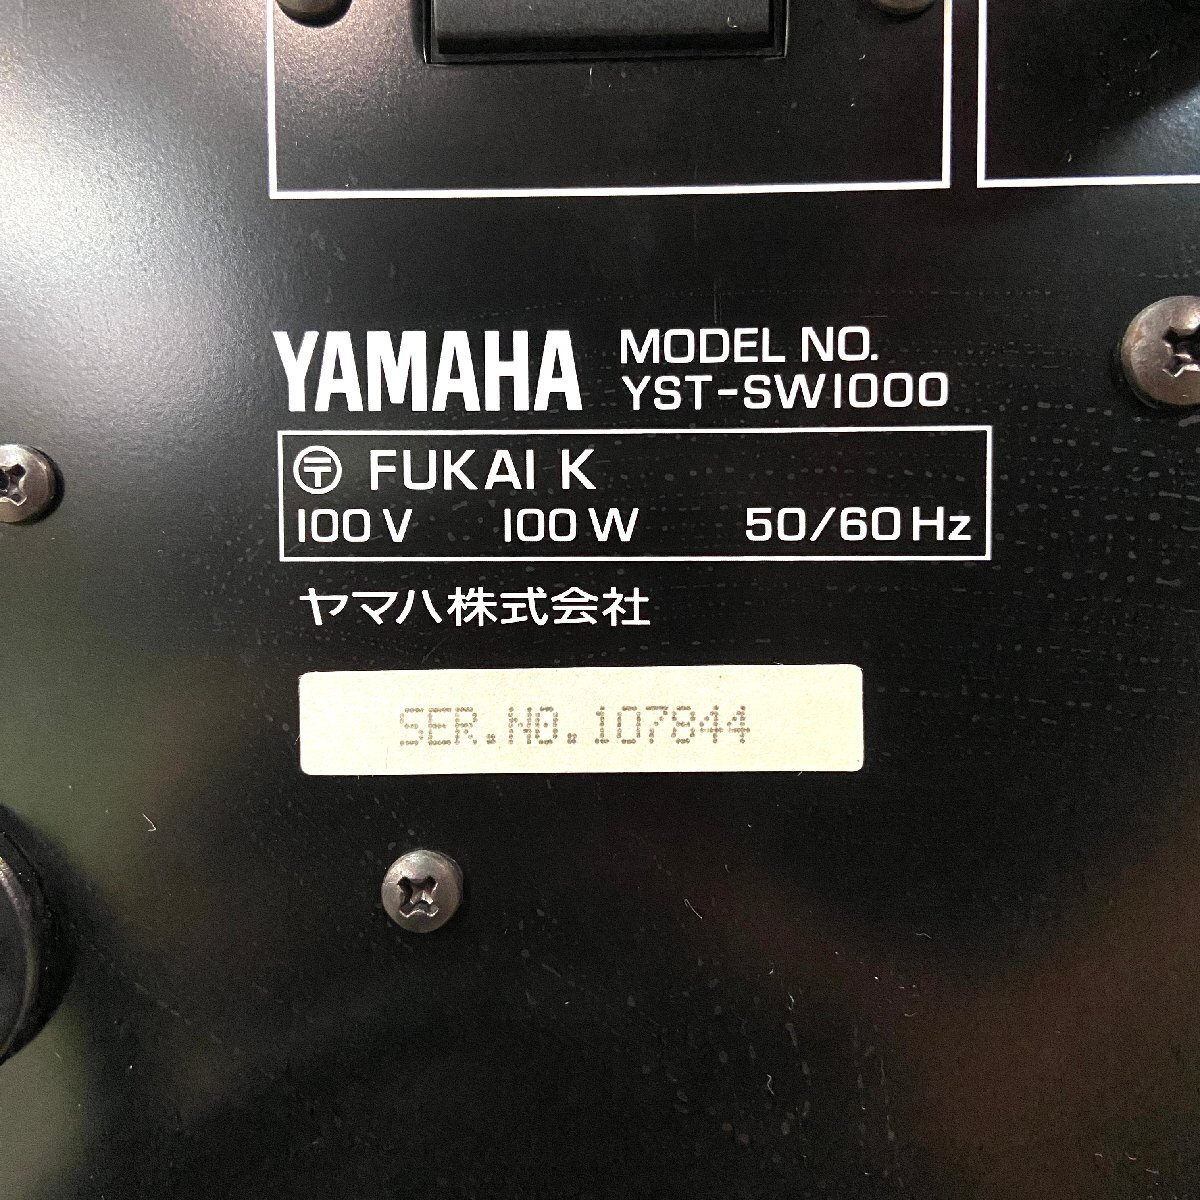 YAMAHA MODEL NO.
YST-SW1000
〶 FUKAI K
100V 100W 50/60Hz
ヤマハ株式会社
SER.NO.107844